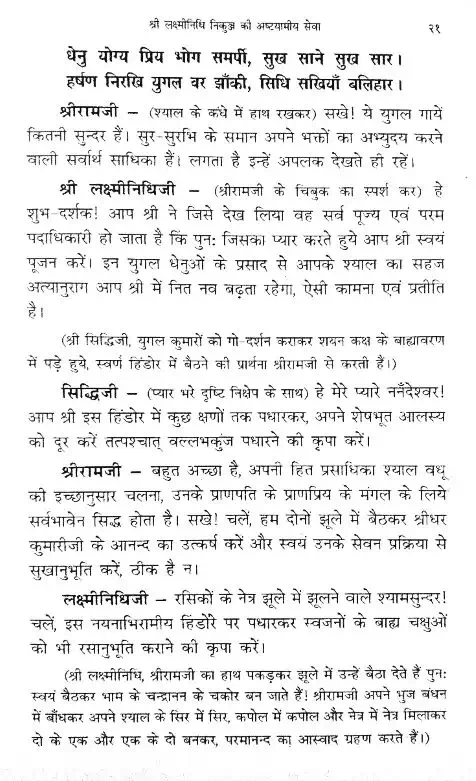 श्री लक्ष्मीनिधि निकुञ्ज की अष्टयामीय सेवा २१
धेनु योग्य प्रिय भोग समर्पी, सुख साने सुख सार।
हर्षण निरखि युगल वर झाँकी, सिधि सखियाँ बलिहार।
श्रीरामजी – (श्याल के कंधे में हाथ रखकर) सखे! ये युगल गायें
कितनी सुन्दर हैं। सुर-सुरभि के समान अपने भक्तों का अभ्युदय करने
वाली सर्वार्थ साधिका हैं। लगता है इन्हें अपलक देखते ही रहें।
श्री लक्ष्मीनिधिजी – (श्रीरामजी के चिबुक का स्पर्श कर) हे
शुभ-दर्शक! आप श्री ने जिसे देख लिया वह सर्व पूज्य एवं परम
पदाधिकारी हो जाता है कि पुन: जिसका प्यार करते हुये आप श्री स्वयं
पूजन करें। इन युगल धेनुओं के प्रसाद से आपके श्याल का सहज
अत्यानुराग आप श्री में नित नव बढ़ता रहेगा, ऐसी कामना एवं प्रतीति
है।
(श्री सिद्धिजी, युगल कुमारों को गो-दर्शन कराकर शयन कक्ष के बाह्यावरण
में पड़े हुये, स्वर्ण हिंडोर में बैठने की प्रार्थना श्रीरामजी से करती हैं।)
सिद्धिजी – (प्यार भरे दृष्टि निक्षेप के साथ) हे मेरे प्यारे ननँदेश्वर!
आप श्री इस हिंडोर में कुछ क्षणों तक पधारकर, अपने शेषभूत आलस्य
को दूर करें तत्पश्चात् वल्लभकुंज पधारने की कृपा करें।
श्रीरामजी – बहुत अच्छा है, अपनी हित प्रसाधिका श्याल वधू
की इच्छानुसार चलना, उनके प्राणपति के प्राणप्रिय के मंगल के लिये
सर्वभावेन सिद्ध होता है। सखे! चलें, हम दोनों झूले में बैठकर श्रीधर
कुमारीजी के आनन्द का उत्कर्ष करें और स्वयं उनके सेवन प्रक्रिया से
सुखानुभूति करें, ठीक है न।
लक्ष्मीनिधिजी – रसिकों के नेत्र झूले में झूलने वाले श्यामसुन्दर!
चलें, इस नयनाभिरामीय हिंडोरे पर पधारकर स्वजनों के बाह्य चक्षुओं
को भी रसानुभूति कराने की कृपा करें।
(श्री लक्ष्मीनिधि, श्रीरामजी का हाथ पकड़कर झूले में उन्हें बैठा देते हैं पुन:
स्वयं बैठकर भाम के चन्द्रानन के चकोर बन जाते हैं! श्रीरामजी अपने भुज बंधन
में बाँधकर अपने श्याल के सिर में सिर, कपोल में कपोल और नेत्र में नेत्र मिलाकर
दो के एक और एक के दो बनकर, परमानन्द का आस्वाद ग्रहण करते हैं।)